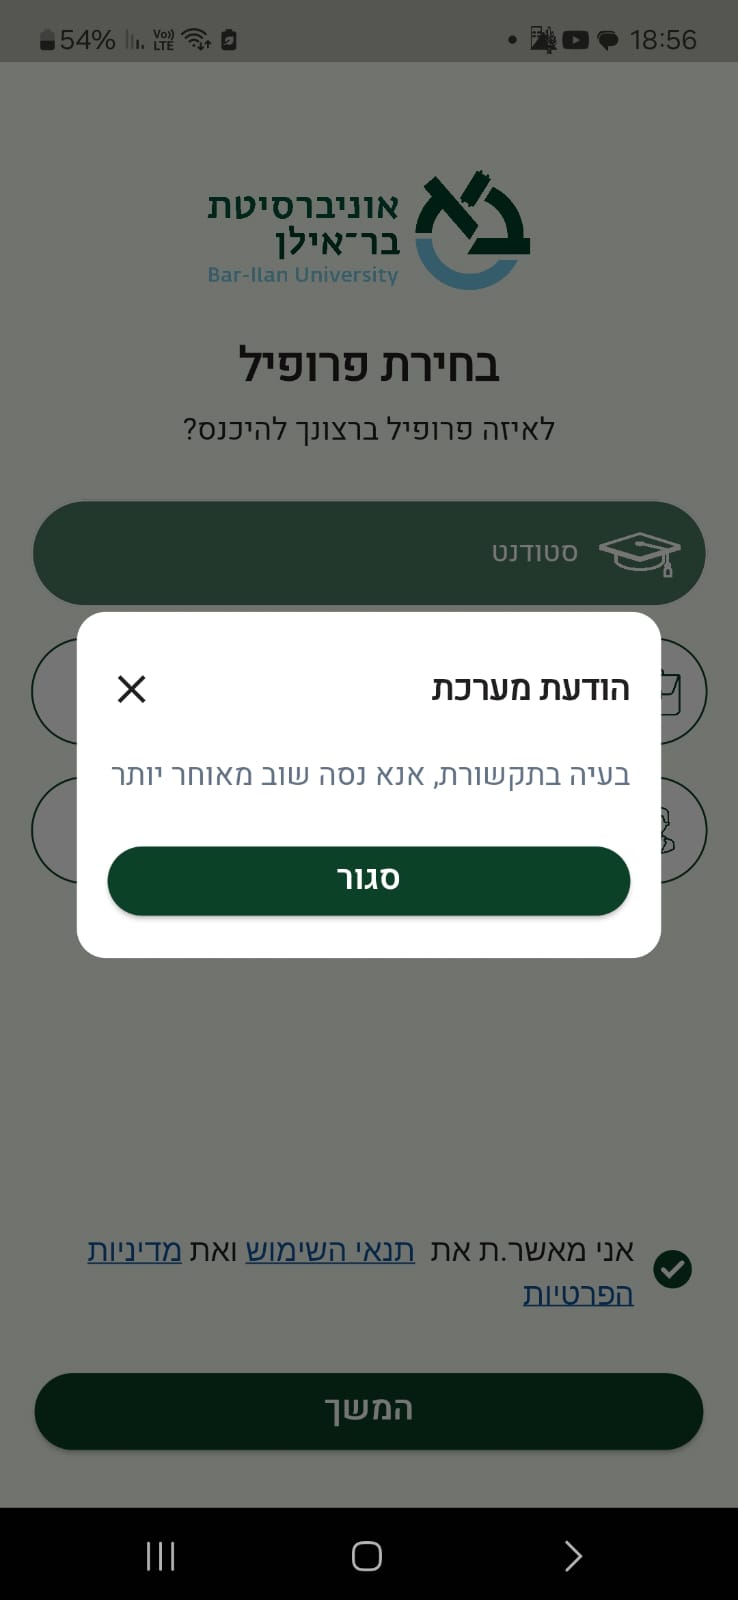 54%
Vo)) LTE
18:56
אוניברסיטת
בר-אילן
Bar-Ilan University
בחירת פרופיל
לאיזה פרופיל ברצונך להיכנס?
סטודנט
הודעת מערכת
בעיה בתקשורת, אנא נסה שוב מאוחר יותר
סגור
אני מאשר.ת את תנאי השימוש ואת מדיניות
הפרטיות
המשך